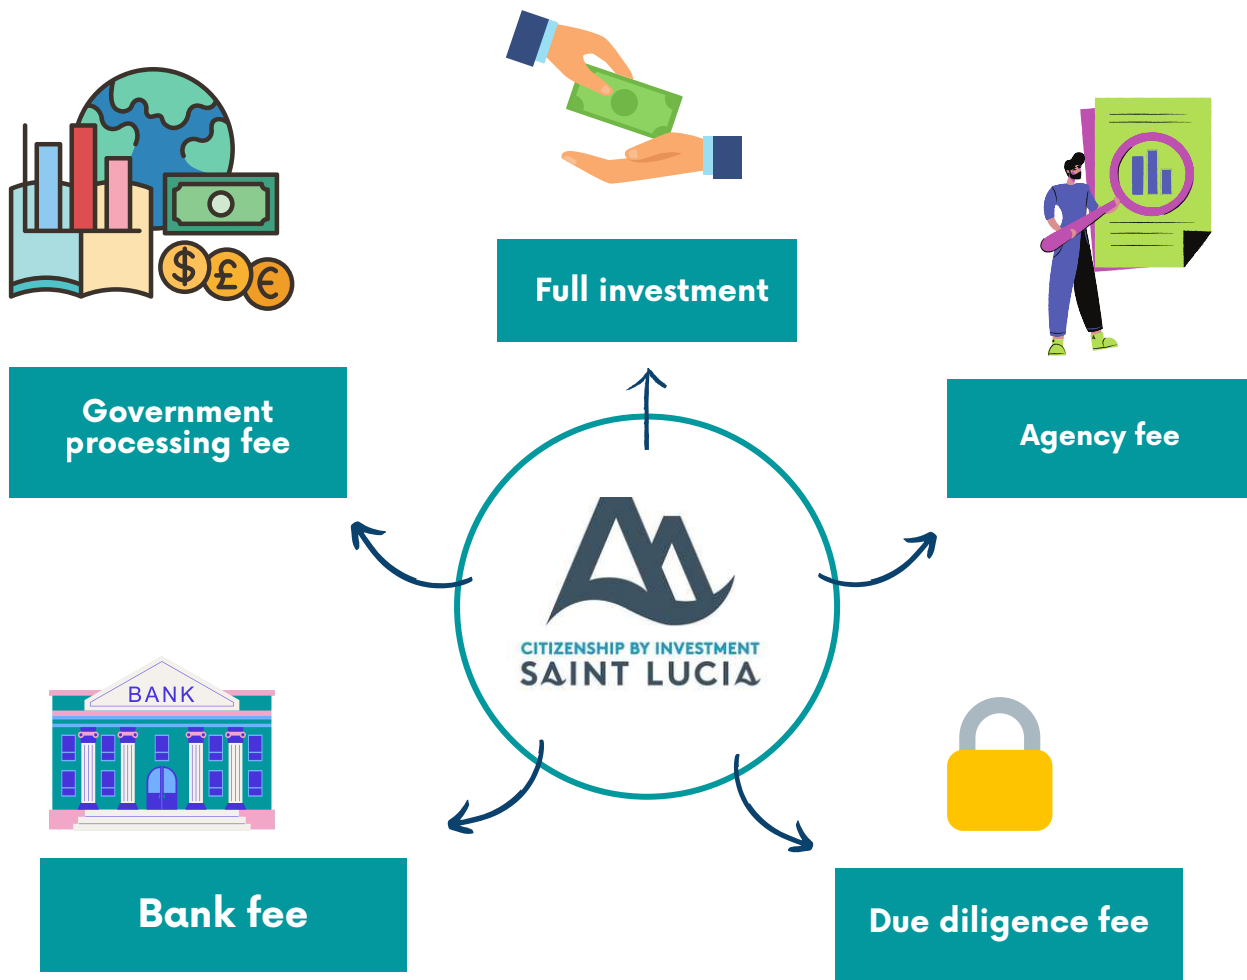 Full investment
Government
processing fee
$ £ €
Agency fee
CITIZENSHIP BY INVESTMENT
SAINT LUCIA
BANK
Bank fee
Due diligence fee